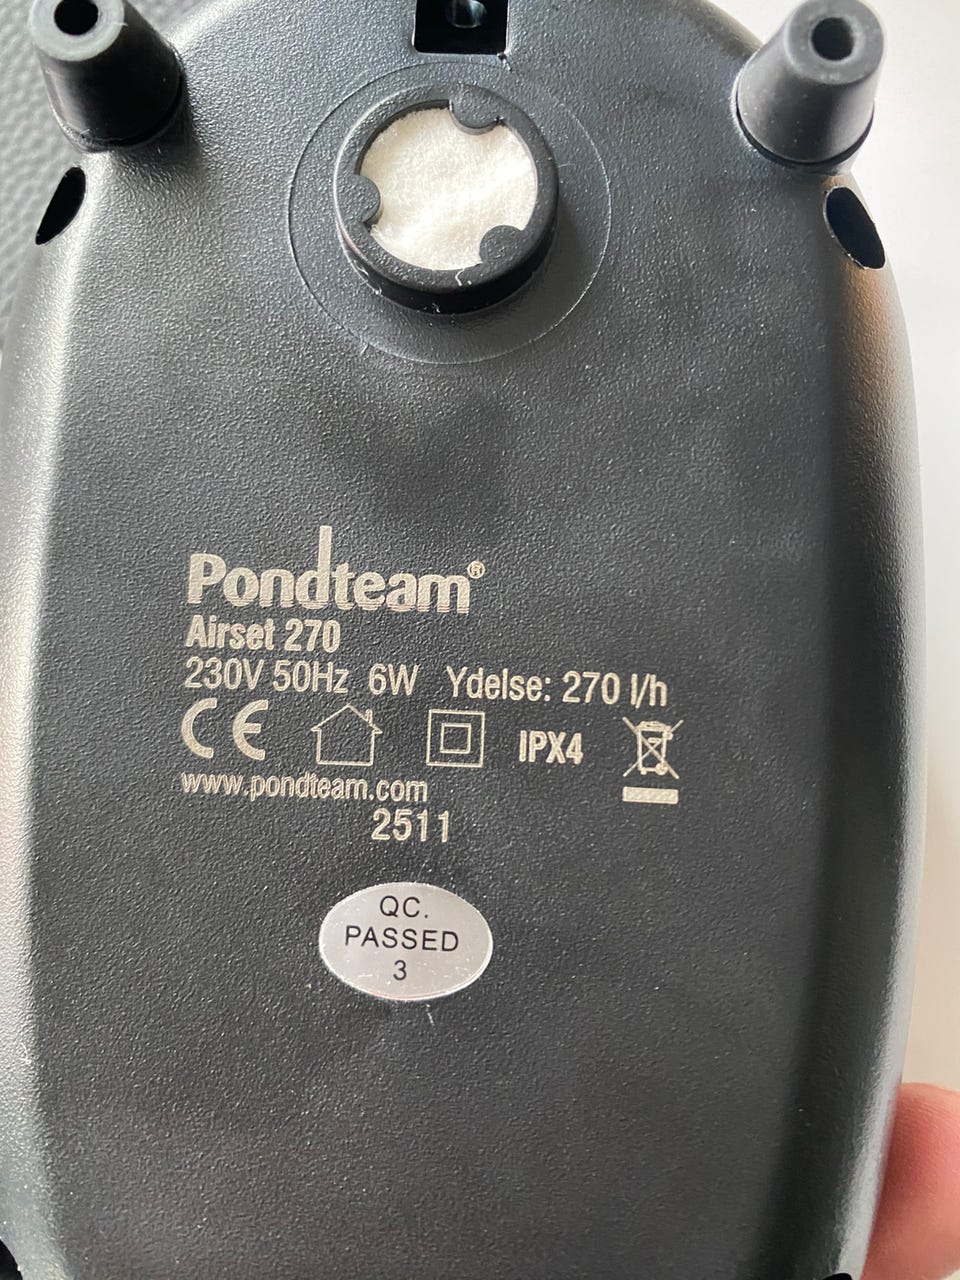 Pondteam®
Airset 270
230V 50Hz 6W Ydelse: 270 l/h
CE IPX4
www.pondteam.com
2511
QC.
PASSED
3